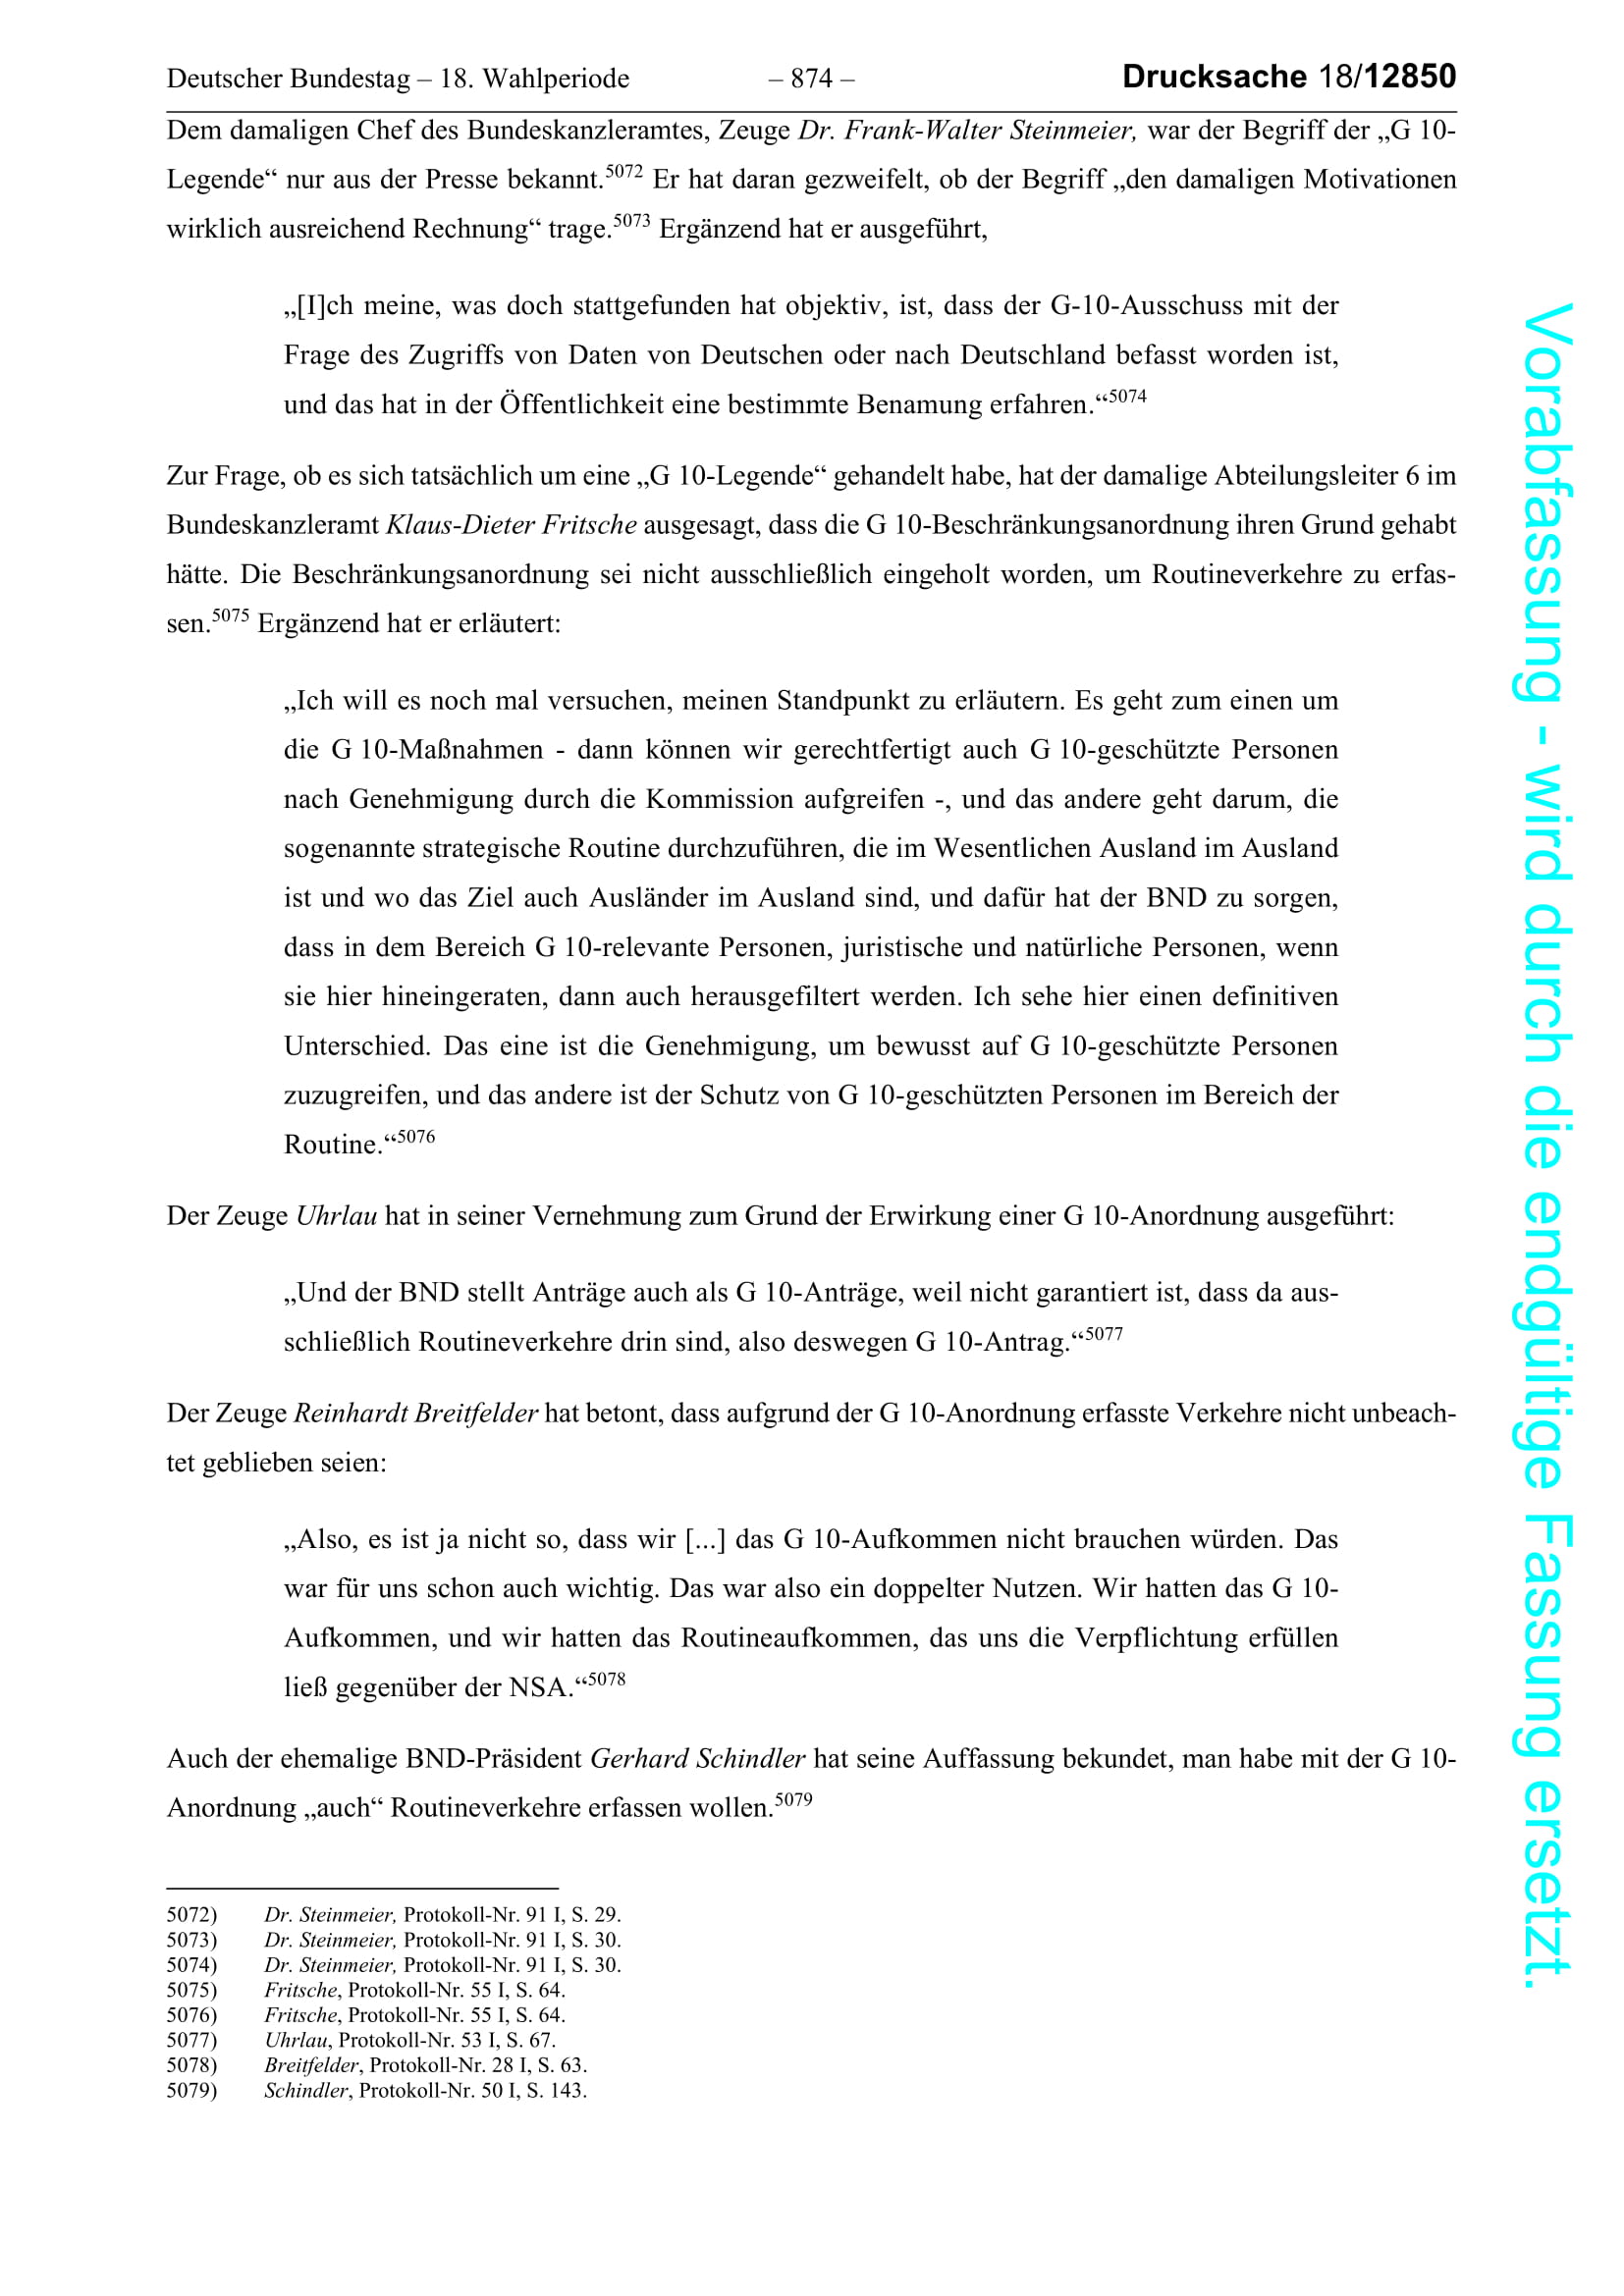 Deutscher Bundestag – 18. Wahlperiode – 874 – Drucksache 18/12850
Dem damaligen Chef des Bundeskanzleramtes, Zeuge Dr. Frank-Walter Steinmeier, war der Begriff der „G 10-
Legende“ nur aus der Presse bekannt.5072 Er hat daran gezweifelt, ob der Begriff „den damaligen Motivationen
wirklich ausreichend Rechnung“ trage.5073 Ergänzend hat er ausgeführt,
„[I]ch meine, was doch stattgefunden hat objektiv, ist, dass der G-10-Ausschuss mit der
Frage des Zugriffs von Daten von Deutschen oder nach Deutschland befasst worden ist,
und das hat in der Öffentlichkeit eine bestimmte Benamung erfahren.“5074
Zur Frage, ob es sich tatsächlich um eine „G 10-Legende“ gehandelt habe, hat der damalige Abteilungsleiter 6 im
Bundeskanzleramt Klaus-Dieter Fritsche ausgesagt, dass die G 10-Beschränkungsanordnung ihren Grund gehabt
hätte. Die Beschränkungsanordnung sei nicht ausschließlich eingeholt worden, um Routineverkehre zu erfas-
sen.5075 Ergänzend hat er erläutert:
„Ich will es noch mal versuchen, meinen Standpunkt zu erläutern. Es geht zum einen um
die G 10-Maßnahmen - dann können wir gerechtfertigt auch G 10-geschützte Personen
nach Genehmigung durch die Kommission aufgreifen -, und das andere geht darum, die
sogenannte strategische Routine durchzuführen, die im Wesentlichen Ausland im Ausland
ist und wo das Ziel auch Ausländer im Ausland sind, und dafür hat der BND zu sorgen,
dass in dem Bereich G 10-relevante Personen, juristische und natürliche Personen, wenn
sie hier hineingeraten, dann auch herausgefiltert werden. Ich sehe hier einen definitiven
Unterschied. Das eine ist die Genehmigung, um bewusst auf G 10-geschützte Personen
zuzugreifen, und das andere ist der Schutz von G 10-geschützten Personen im Bereich der
Routine.“5076
Der Zeuge Uhrlau hat in seiner Vernehmung zum Grund der Erwirkung einer G 10-Anordnung ausgeführt:
„Und der BND stellt Anträge auch als G 10-Anträge, weil nicht garantiert ist, dass da aus-
schließlich Routineverkehre drin sind, also deswegen G 10-Antrag.“5077
Der Zeuge Reinhardt Breitfelder hat betont, dass aufgrund der G 10-Anordnung erfasste Verkehre nicht unbeach-
tet geblieben seien:
„Also, es ist ja nicht so, dass wir [...] das G 10-Aufkommen nicht brauchen würden. Das
war für uns schon auch wichtig. Das war also ein doppelter Nutzen. Wir hatten das G 10-
Aufkommen, und wir hatten das Routineaufkommen, das uns die Verpflichtung erfüllen
ließ gegenüber der NSA.“5078
Auch der ehemalige BND-Präsident Gerhard Schindler hat seine Auffassung bekundet, man habe mit der G 10-
Anordnung „auch“ Routineverkehre erfassen wollen.5079
5072) Dr. Steinmeier, Protokoll-Nr. 91 I, S. 29.
5073) Dr. Steinmeier, Protokoll-Nr. 91 I, S. 30.
5074) Dr. Steinmeier, Protokoll-Nr. 91 I, S. 30.
5075) Fritsche, Protokoll-Nr. 55 I, S. 64.
5076) Fritsche, Protokoll-Nr. 55 I, S. 64.
5077) Uhrlau, Protokoll-Nr. 53 I, S. 67.
5078) Breitfelder, Protokoll-Nr. 28 I, S. 63.
5079) Schindler, Protokoll-Nr. 50 I, S. 143.
Vorabfassung - wird durch die endgültige Fassung ersetzt.